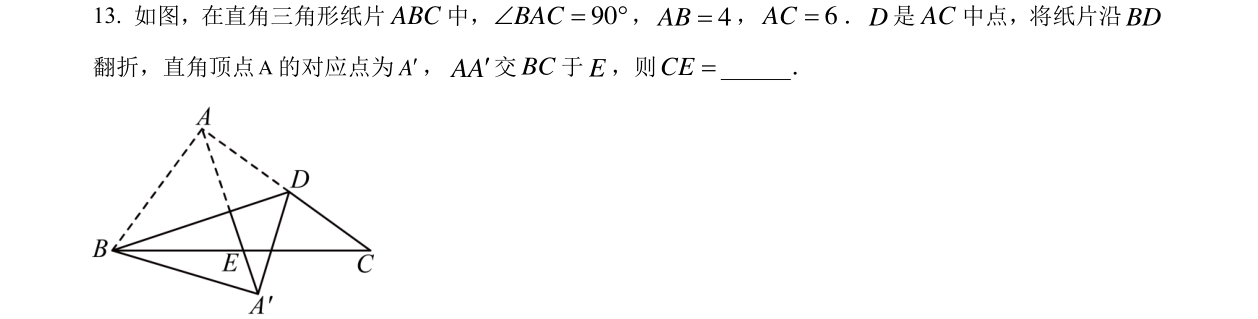 13. 如图，在直角三角形纸片 ABC 中，∠BAC = 90°，AB = 4，AC = 6．D 是 AC 中点，将纸片沿 BD
翻折，直角顶点 A 的对应点为 A′，AA′ 交 BC 于 E，则 CE = ______．
A
D
B
E
C
A′